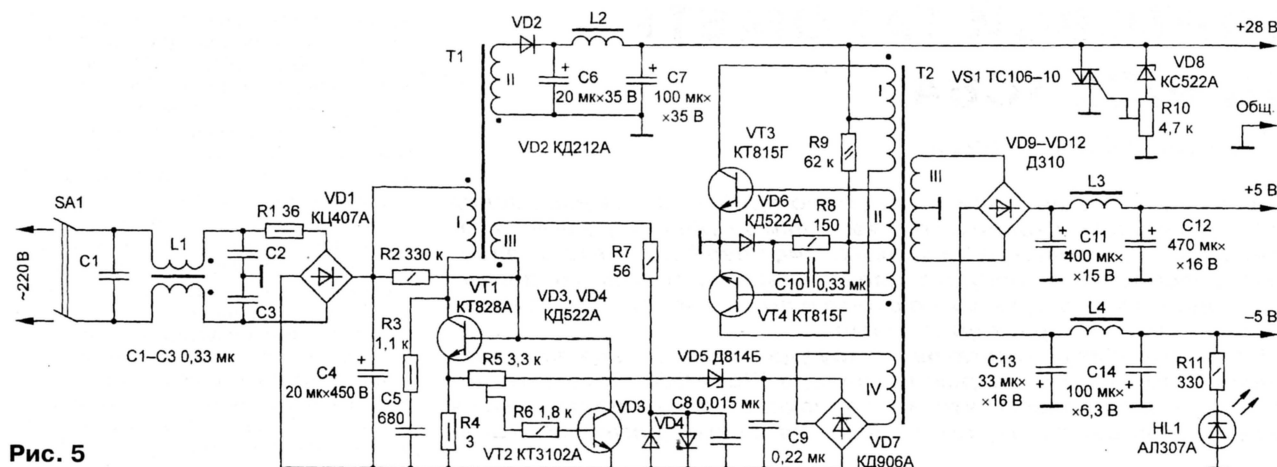 VD2
L2
+28 В
T1
T2
II
+
C6
20 мк×35 В
+
C7
100 мк×
×35 В
I
VS1 ТС106–10
VD8
КС522А
R10
4,7 к
Общ.
VD2 КД212А
VT3
КТ815Г
R9
62 к
VD9–VD12
Д310
SA1
VD1
КЦ407А
R1 36
I
III
R7
56
VD6
КД522А
R8
150
II
III
L3
+5 В
~220 В
C1
L1
C2
C3
R2 330 к
VT1
КТ828А
VD3, VD4
КД522А
C10
0,33 мк
+
C11
400 мк×
×15 В
+
C12
470 мк×
×16 В
VT4 КТ815Г
L4
–5 В
C1–C3 0,33 мк
R3
1,1 к
C4
20 мк×450 В
+
C5
680
R5 3,3 к
VD5 Д814Б
IV
C13
33 мк×
×16 В
+
C14
100 мк×
×6,3 В
+
R11
330
R4
3
R6 1,8 к
VD3
VD4
C8 0,015 мк
C9
0,22 мк
VD7
КД906А
HL1
АЛ307А
VT2 КТ3102А
Рис. 5